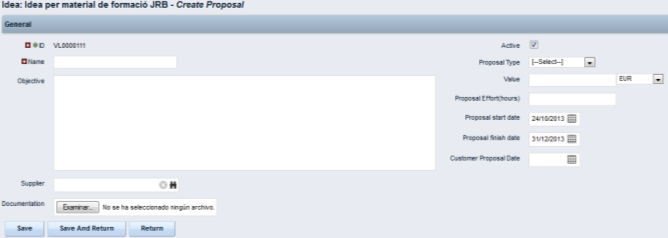 Idea: Idea per material de formació JRB - Create Proposal
General
ID VL0000111
Active
Name
Proposal Type [--Select--]
Objective
Value EUR
Proposal Effort(hours)
Proposal start date 24/10/2013
Proposal finish date 31/12/2013
Customer Proposal Date
Supplier
Documentation Examinar... No se ha seleccionado ningún archivo.
Save Save And Return Return